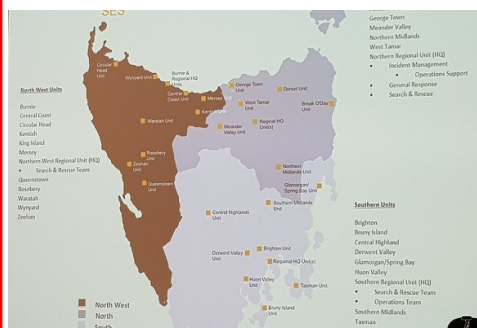 SES
George Town
Meander Valley
Northern Midlands
West Tamar
Northern Regional Unit (HQ)
• Incident Management
• Operations Support
• General Response
• Search & Rescue
North West Units
Burnie
Central Coast
Circular Head
Kentish
King Island
Mersey
North West Regional Unit (HQ)
• Search & Rescue Team
Queenstown
Rosebery
Waratah
Wynyard
Zeehan
Circular
Head
Unit
Wynyard Unit
Burnie &
Regional HQ
Central
Coast Unit
Mersey
Waratah Unit
Rosebery
Unit
Zeehan
Unit
Queenstown
Unit
George Town
Unit
Dorset Unit
West Tamar
Unit
Break O'Day
Unit
Meander
Valley Unit
Regional HQ
Unit(s)
Northern
Midlands Unit
Glamorgan/
Spring Bay Unit
Southern Midlands
Unit
Central Highlands
Unit
Brighton Unit
Derwent Valley
Unit
Regional HQ Unit(s)
Huon Valley
Unit
Tasman Unit
Bruny Island
Unit
Southern Units
Brighton
Bruny Island
Central Highland
Derwent Valley
Glamorgan/Spring Bay
Huon Valley
Southern Regional Unit (HQ)
• Search & Rescue Team
• Operations Team
Southern Midlands
Tasman
North West
North
South